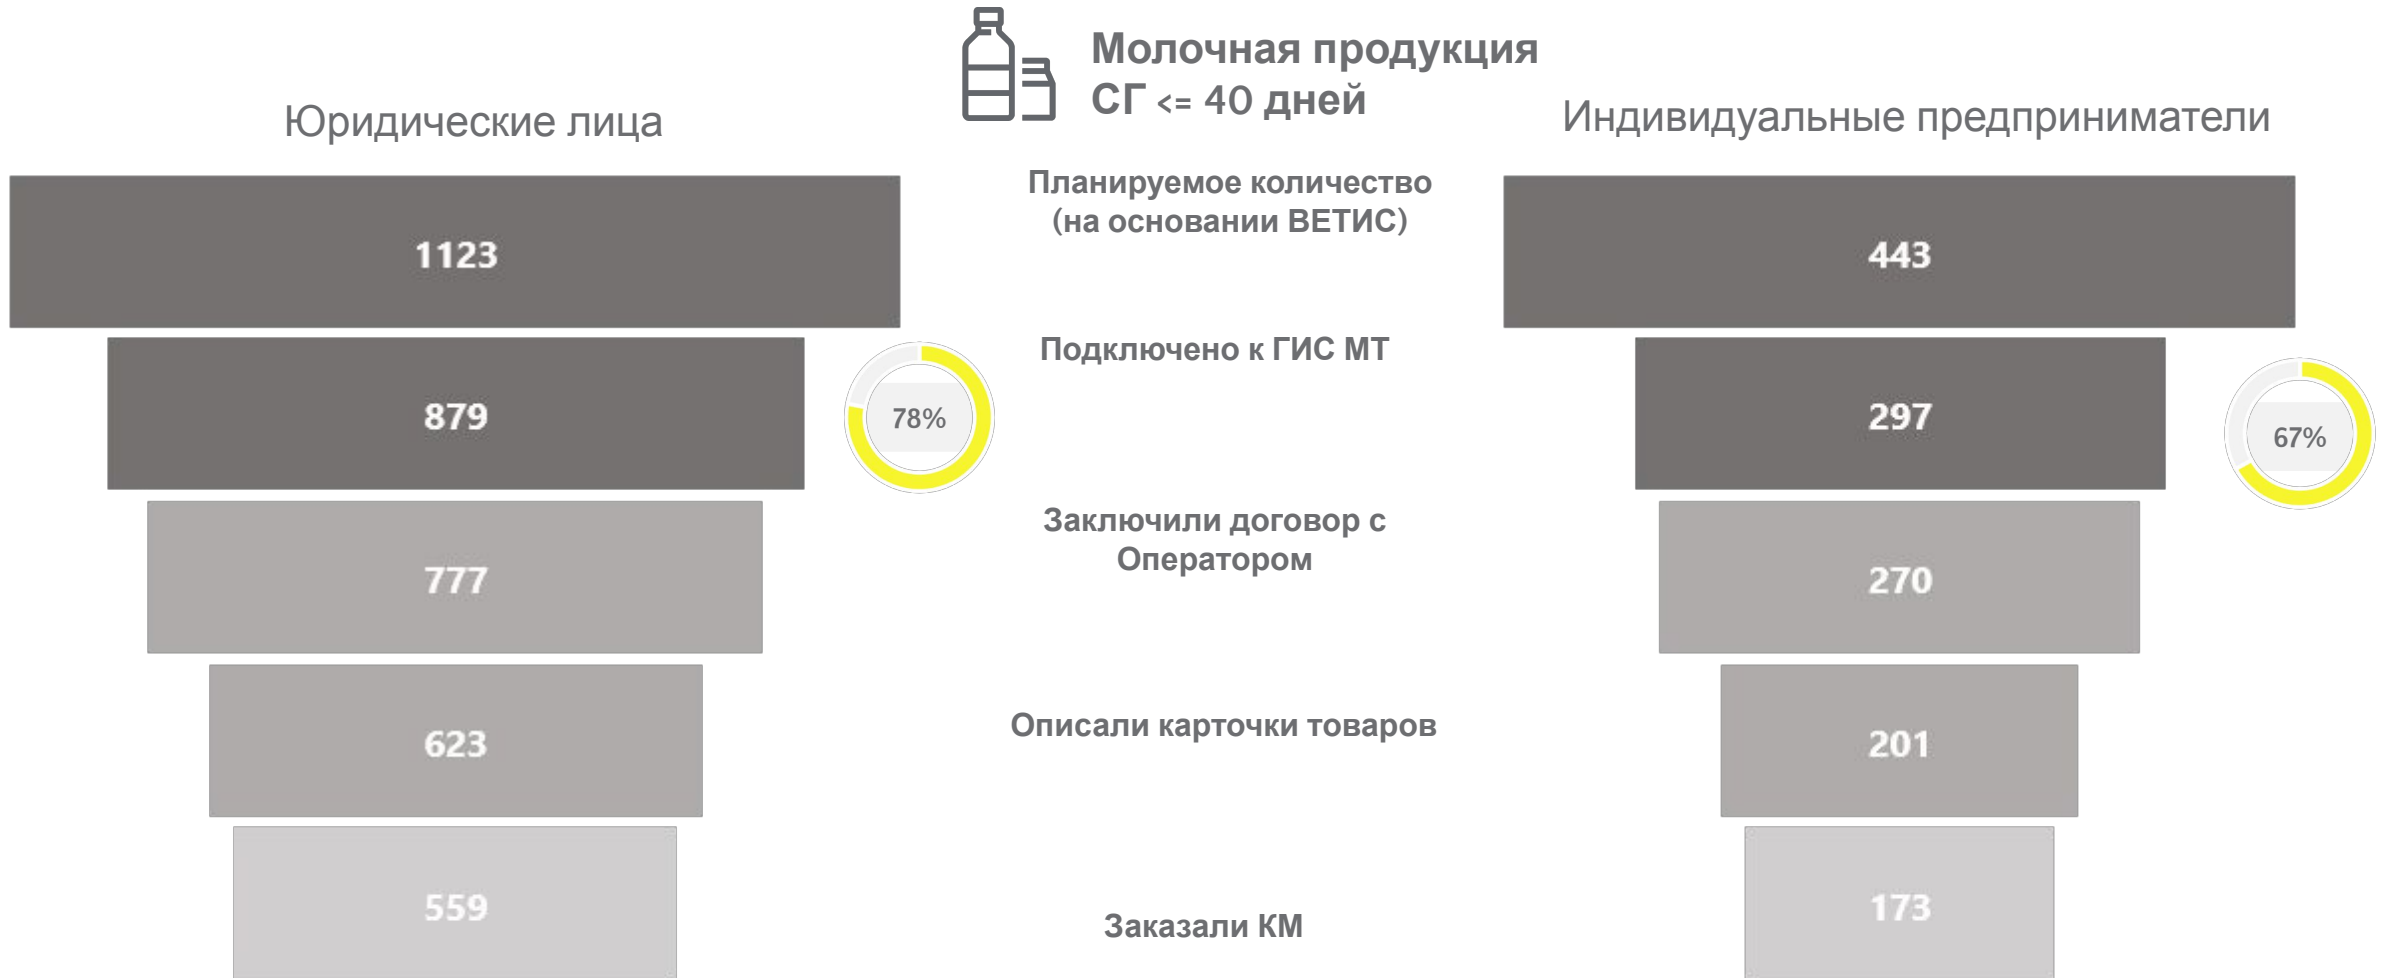 Молочная продукция
СГ <= 40 дней
Юридические лица
Индивидуальные предприниматели
Планируемое количество
(на основании ВЕТИС)
1123
443
Подключено к ГИС МТ
879
78%
297
67%
Заключили договор с
Оператором
777
270
Описали карточки товаров
623
201
Заказали КМ
559
173